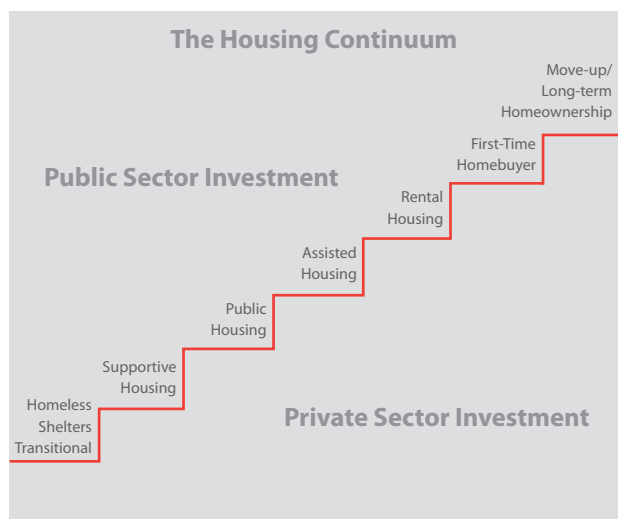 The Housing Continuum
Move-up/
Long-term
Homeownership
First-Time
Homebuyer
Public Sector Investment
Rental
Housing
Assisted
Housing
Public
Housing
Supportive
Housing
Homeless
Shelters
Transitional
Private Sector Investment